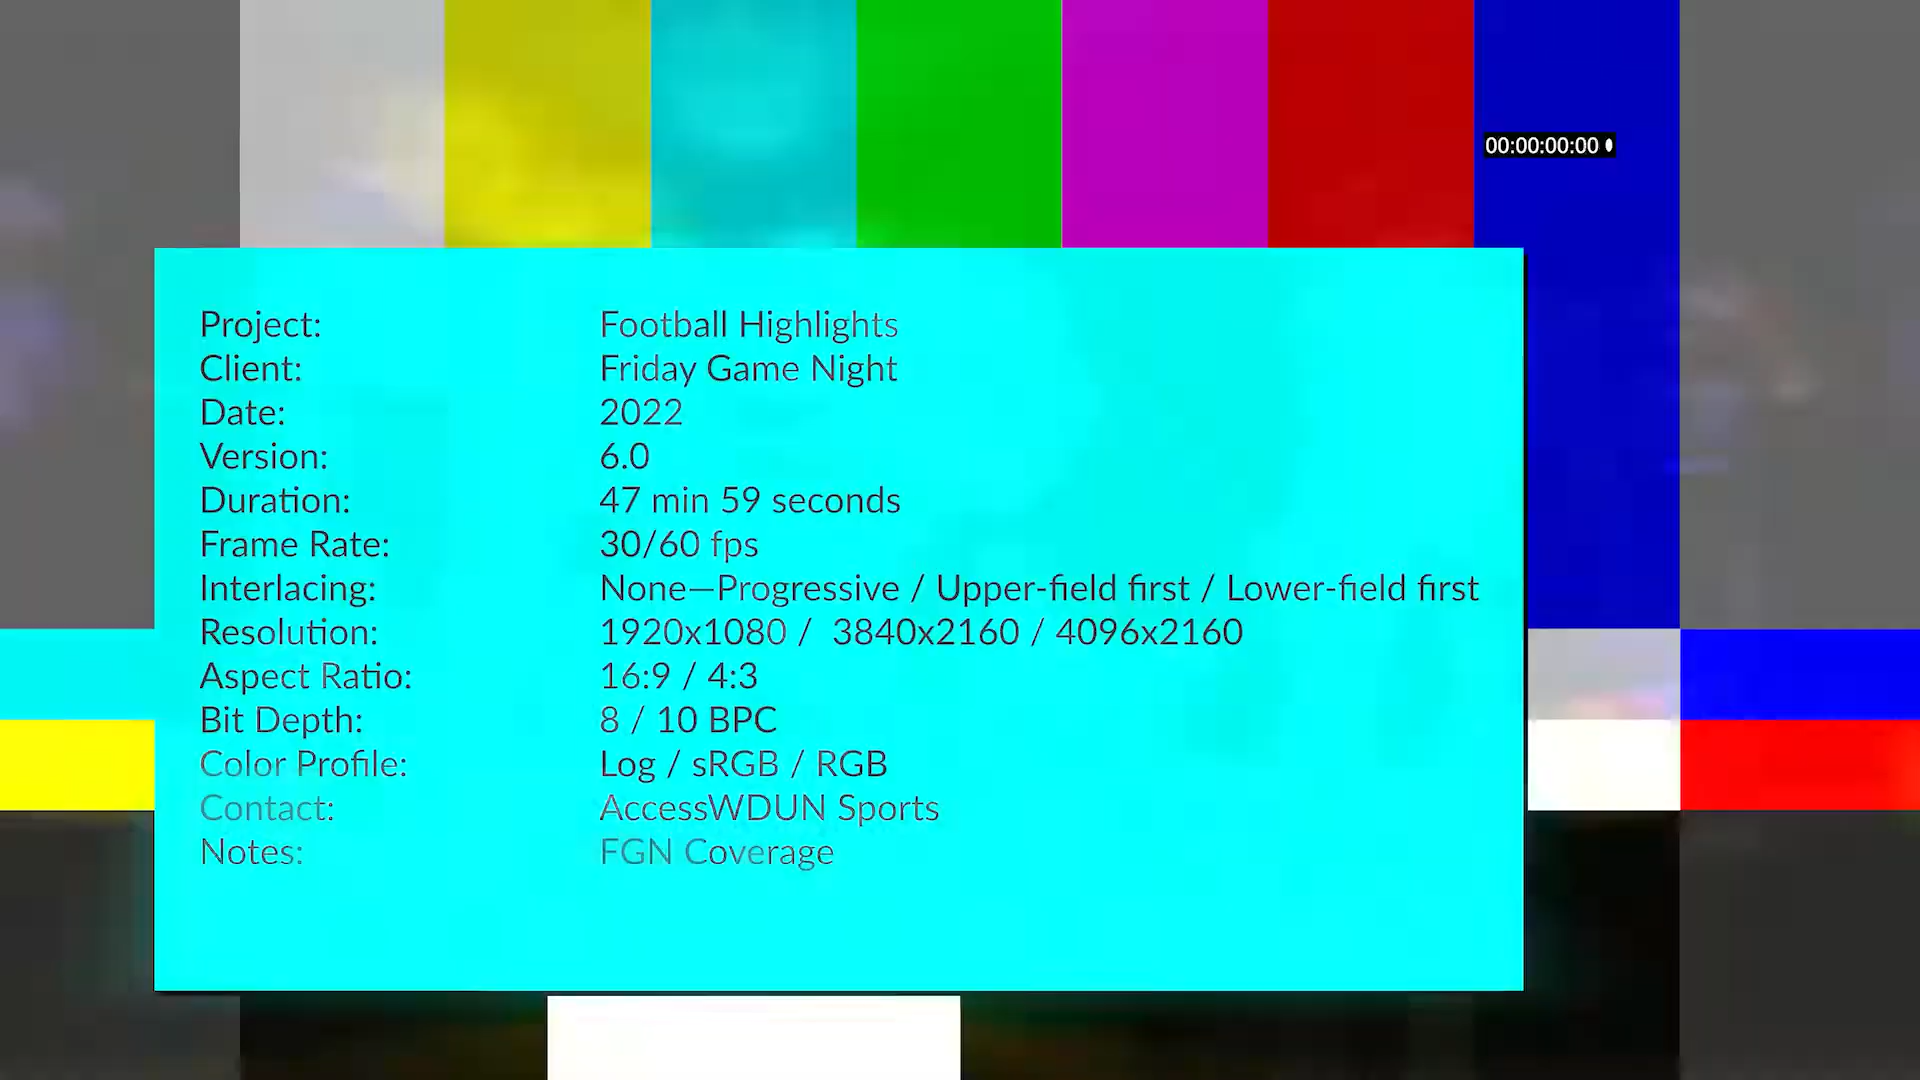 00:00:00:00
Project: Football Highlights
Client: Friday Game Night
Date: 2022
Version: 6.0
Duration: 47 min 59 seconds
Frame Rate: 30/60 fps
Interlacing: None—Progressive / Upper-field first / Lower-field first
Resolution: 1920x1080 / 3840x2160 / 4096x2160
Aspect Ratio: 16:9 / 4:3
Bit Depth: 8 / 10 BPC
Color Profile: Log / sRGB / RGB
Contact: AccessWDUN Sports
Notes: FGN Coverage